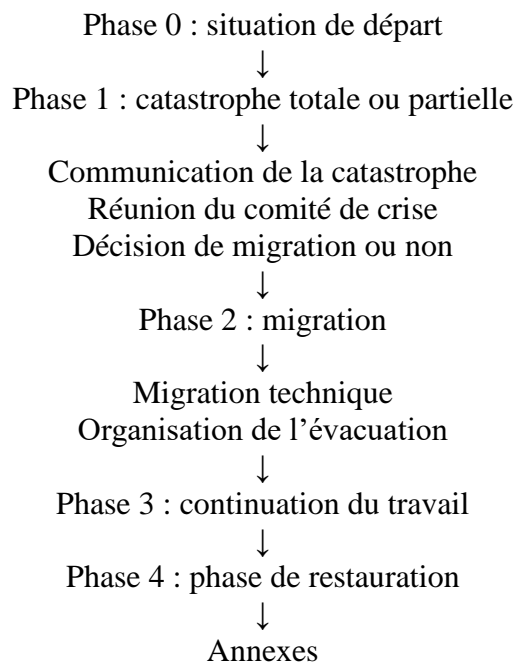 Phase 0 : situation de départ
↓
Phase 1 : catastrophe totale ou partielle
↓
Communication de la catastrophe
Réunion du comité de crise
Décision de migration ou non
↓
Phase 2 : migration
↓
Migration technique
Organisation de l’évacuation
↓
Phase 3 : continuation du travail
↓
Phase 4 : phase de restauration
↓
Annexes